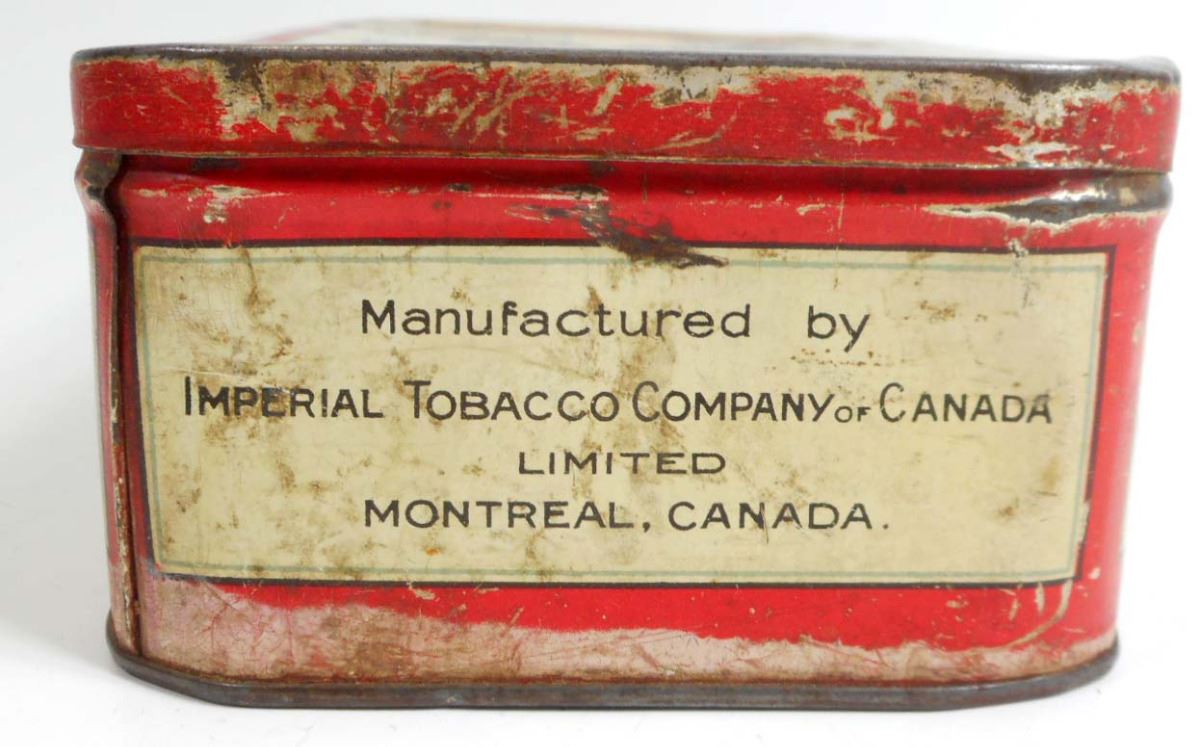 Manufactured by
IMPERIAL TOBACCO COMPANY OF CANADA
LIMITED
MONTREAL, CANADA.